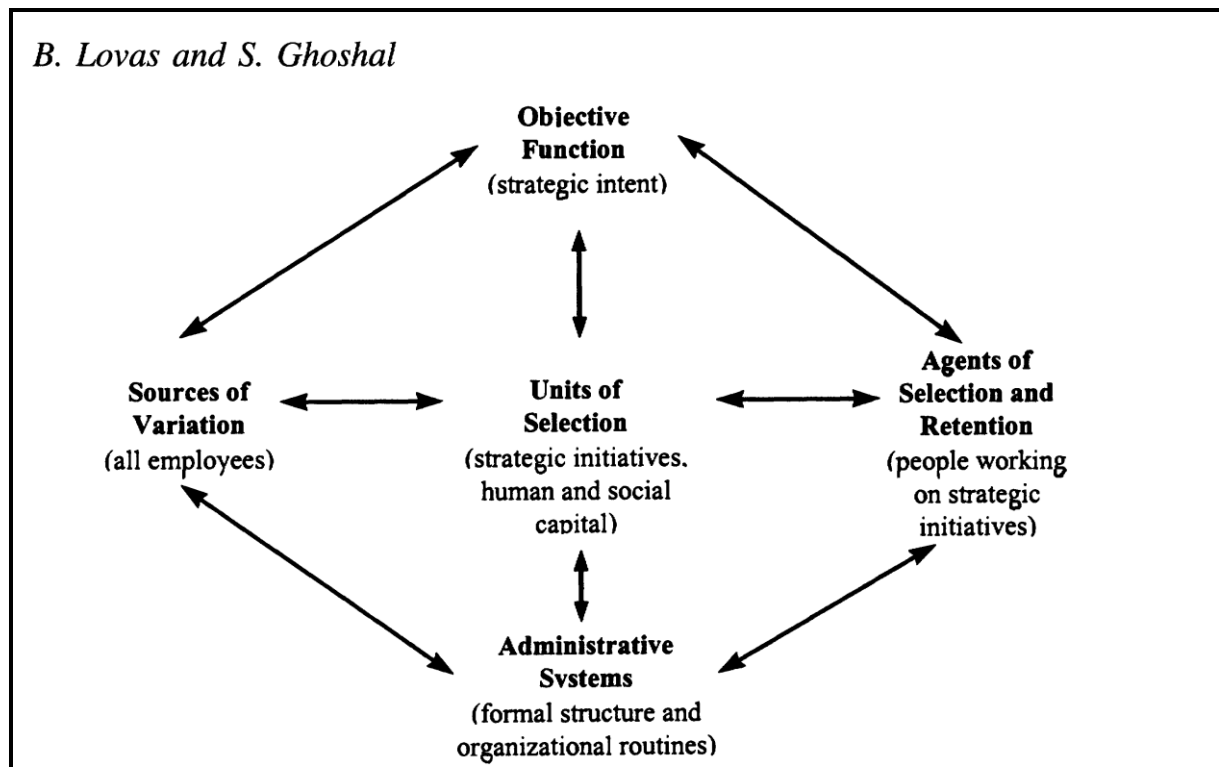 B. Lovas and S. Ghoshal
Objective
Function
(strategic intent)
Sources of
Variation
(all employees)
Units of
Selection
(strategic initiatives.
human and social
capital)
Agents of
Selection and
Retention
(people working
on strategic
initiatives)
Administrative
Systems
(formal structure and
organizational routines)